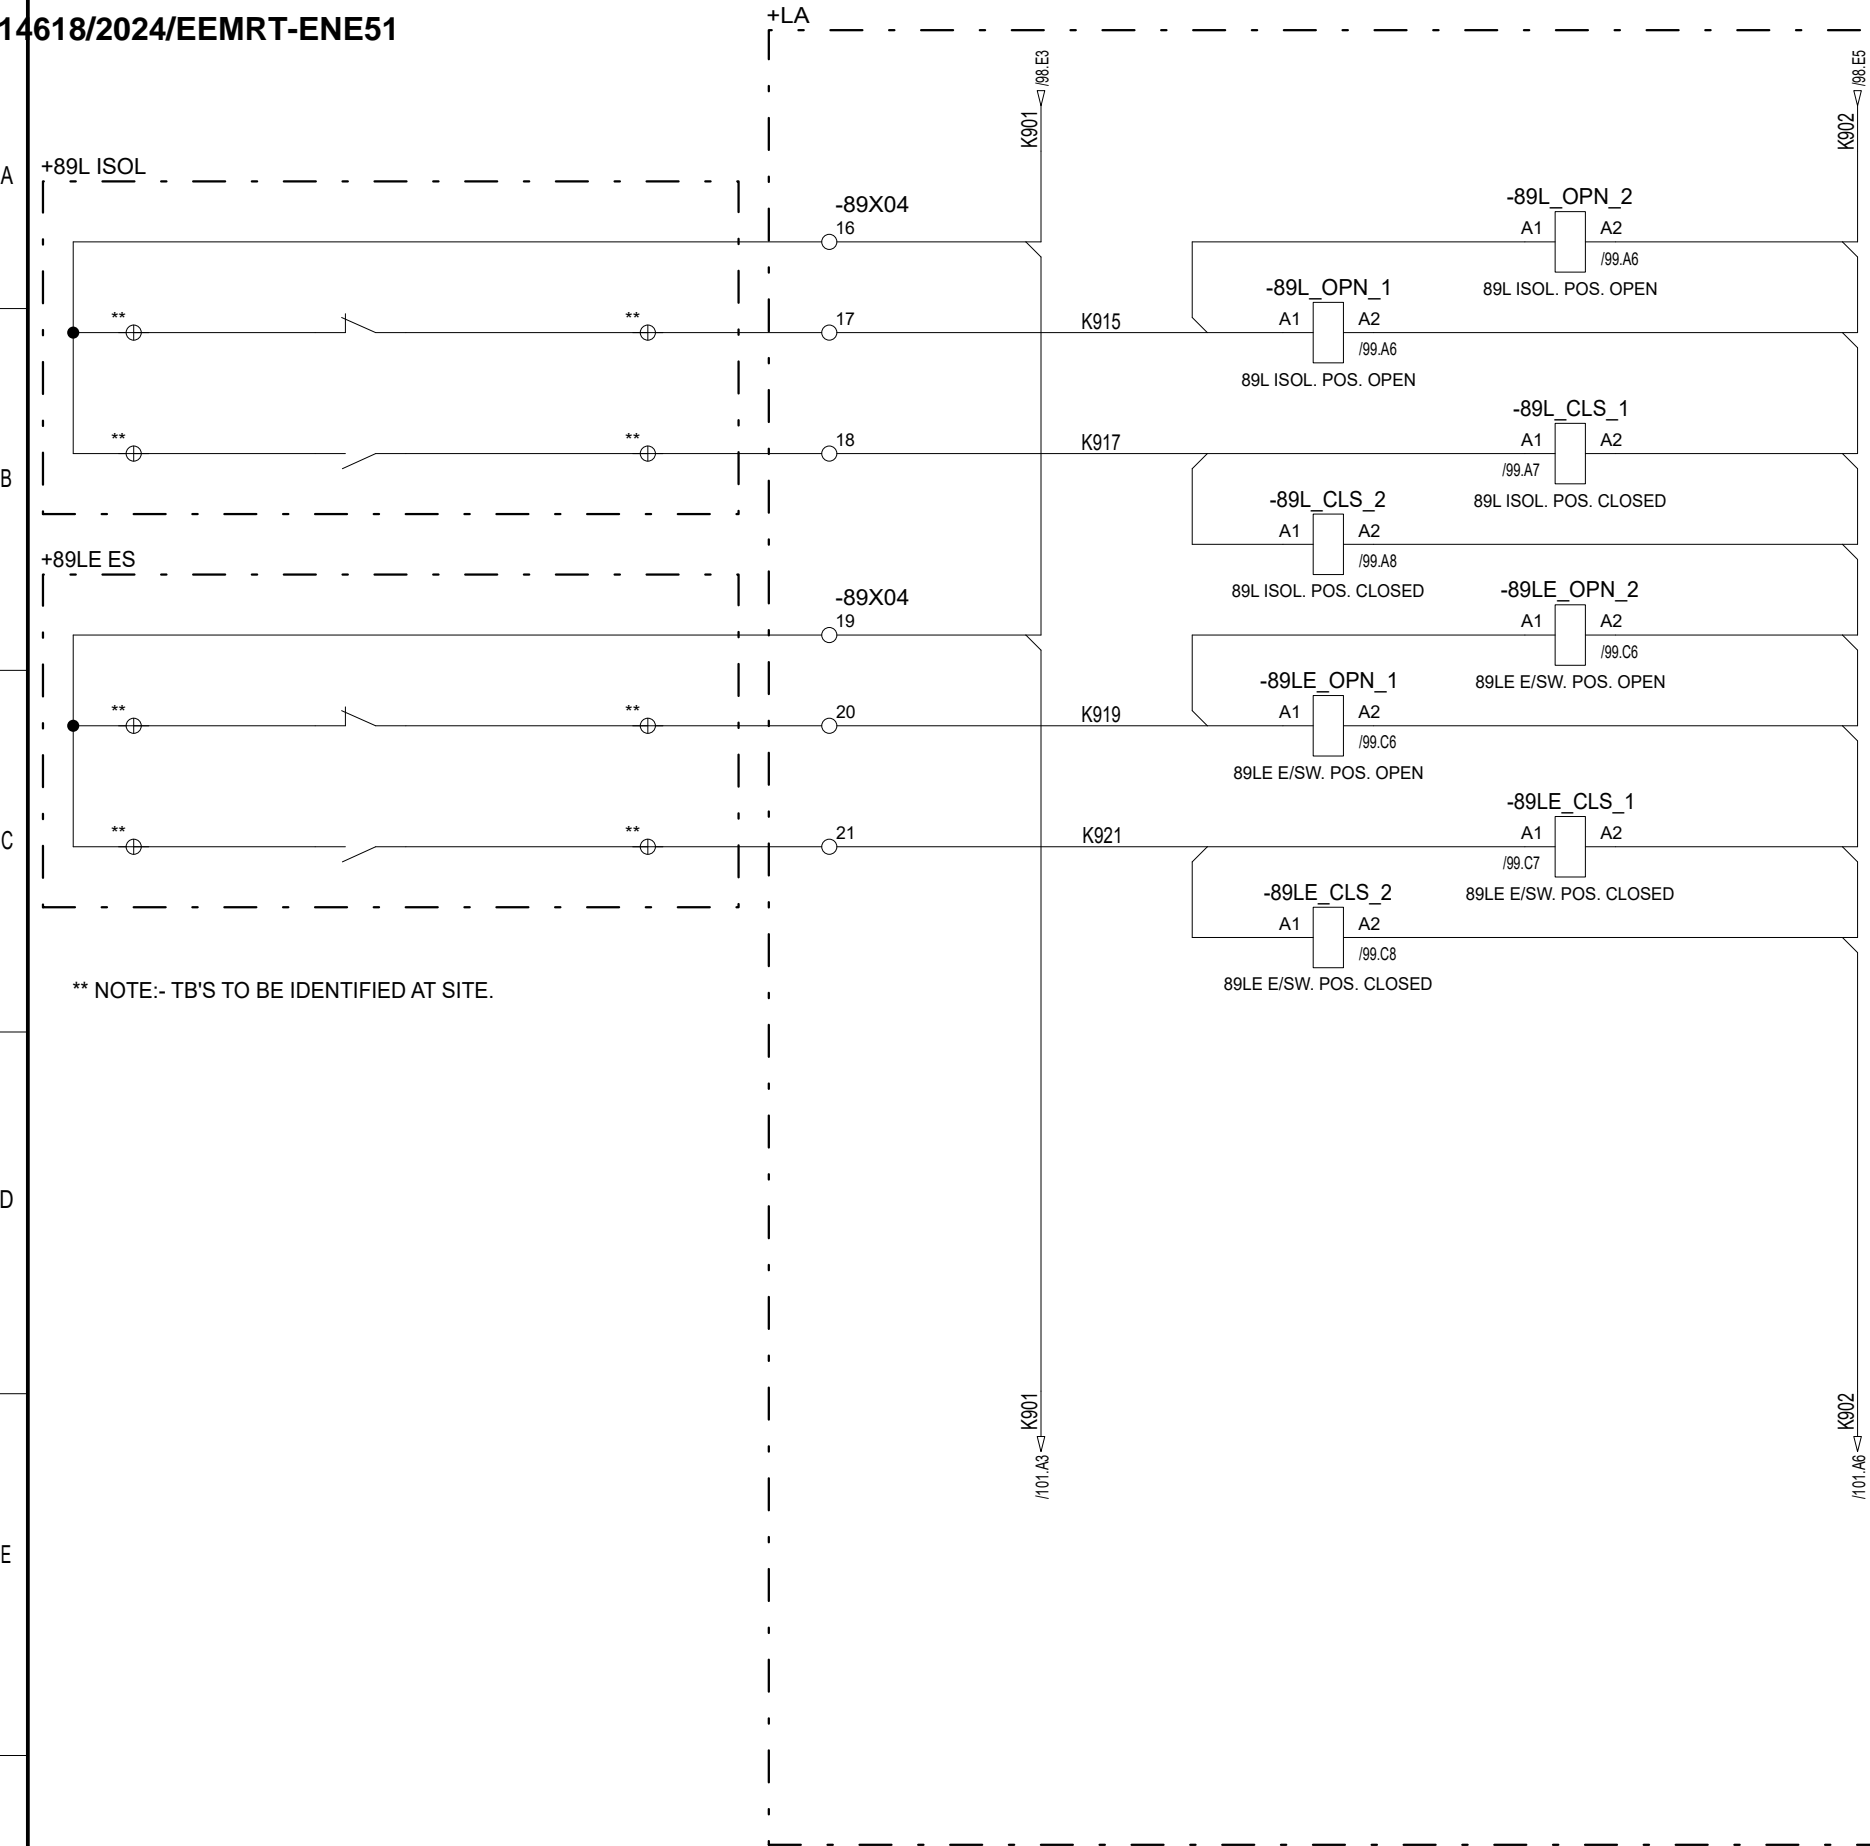 14618/2024/EEMRT-ENE51
+LA
/98.E3
/98.E5
K901
K902
A
+89L ISOL
-89X04
16
-89L_OPN_2
A1 A2
/99.A6
89L ISOL. POS. OPEN
-89L_OPN_1
** ** 17 K915 A1 A2
/99.A6
89L ISOL. POS. OPEN
-89L_CLS_1
** ** 18 K917 A1 A2
B
/99.A7
89L ISOL. POS. CLOSED
-89L_CLS_2
A1 A2
/99.A8
89L ISOL. POS. CLOSED
+89LE ES
-89X04
19
-89LE_OPN_2
A1 A2
/99.C6
89LE E/SW. POS. OPEN
-89LE_OPN_1
** ** 20 K919 A1 A2
/99.C6
89LE E/SW. POS. OPEN
-89LE_CLS_1
** ** 21 K921 A1 A2
C
/99.C7
89LE E/SW. POS. CLOSED
-89LE_CLS_2
A1 A2
/99.C8
89LE E/SW. POS. CLOSED
** NOTE:- TB'S TO BE IDENTIFIED AT SITE.
D
K901
K902
/101.A3
/101.A6
E